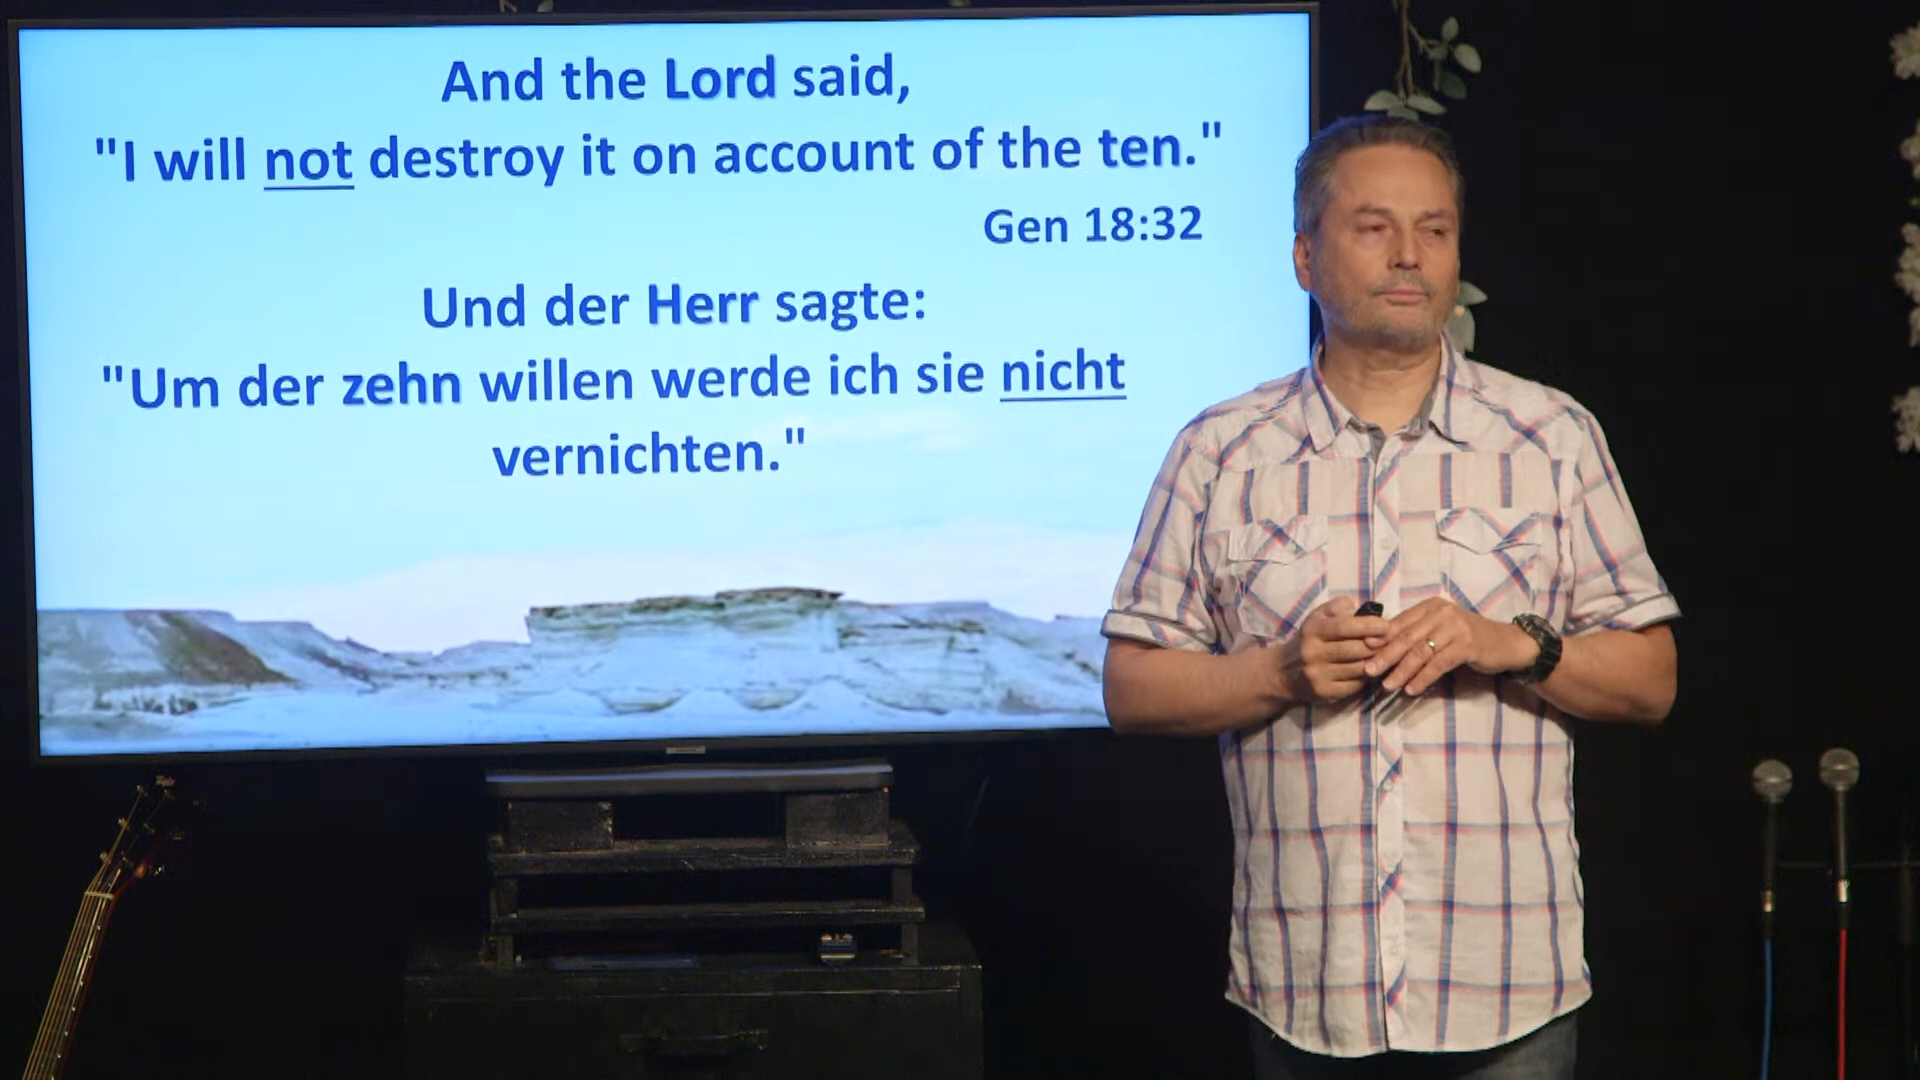 And the Lord said,
"I will not destroy it on account of the ten."
Gen 18:32
Und der Herr sagte:
"Um der zehn willen werde ich sie nicht
vernichten."